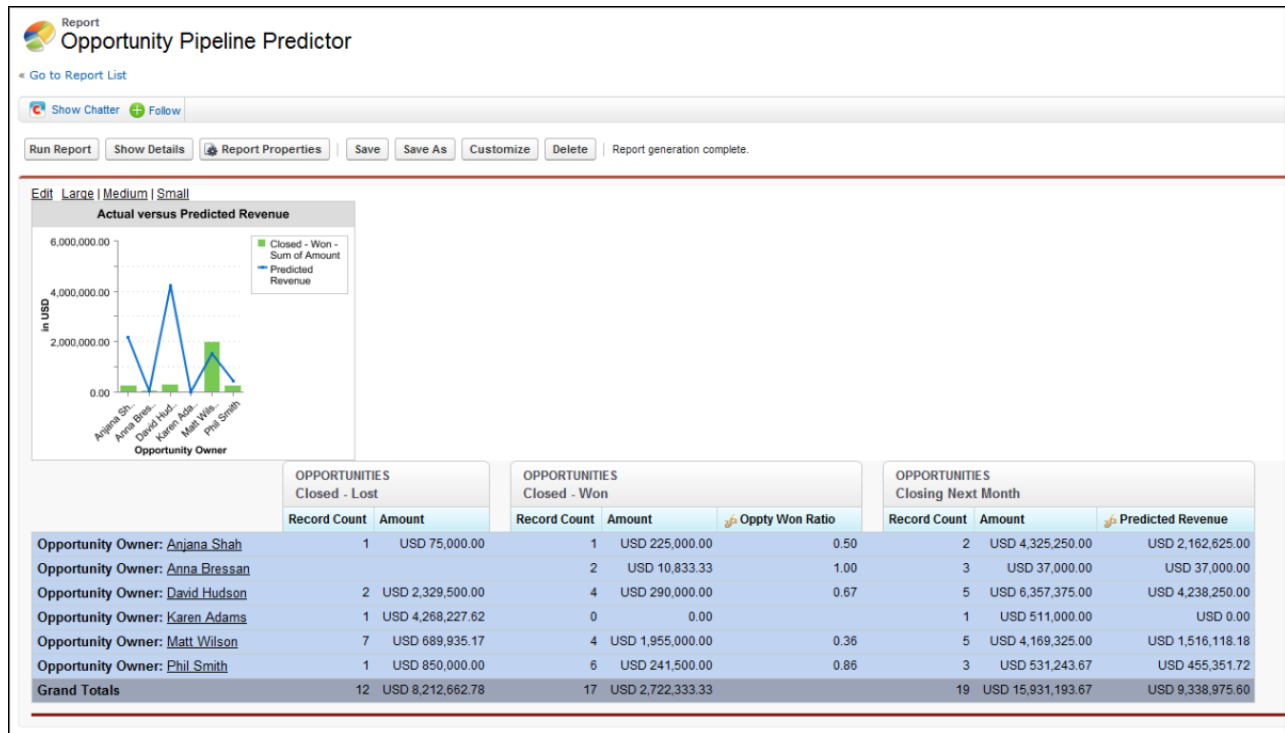 Report
Opportunity Pipeline Predictor
« Go to Report List
Show Chatter Follow
Run Report Show Details Report Properties Save Save As Customize Delete Report generation complete.
Edit Large | Medium | Small
Actual versus Predicted Revenue
6,000,000.00
4,000,000.00
2,000,000.00
0.00
in USD
Closed - Won -
Sum of Amount
Predicted
Revenue
Anjana Sh..
Anna Bres..
David Hud..
Karen Ada..
Matt Wils..
Phil Smith
Opportunity Owner
OPPORTUNITIES OPPORTUNITIES OPPORTUNITIES
Closed - Lost Closed - Won Closing Next Month
Record Count Amount Record Count Amount Oppty Won Ratio Record Count Amount Predicted Revenue
Opportunity Owner: Anjana Shah 1 USD 75,000.00 1 USD 225,000.00 0.50 2 USD 4,325,250.00 USD 2,162,625.00
Opportunity Owner: Anna Bressan 2 USD 10,833.33 1.00 3 USD 37,000.00 USD 37,000.00
Opportunity Owner: David Hudson 2 USD 2,329,500.00 4 USD 290,000.00 0.67 5 USD 6,357,375.00 USD 4,238,250.00
Opportunity Owner: Karen Adams 1 USD 4,268,227.62 0 0.00 1 USD 511,000.00 USD 0.00
Opportunity Owner: Matt Wilson 7 USD 689,935.17 4 USD 1,955,000.00 0.36 5 USD 4,169,325.00 USD 1,516,118.18
Opportunity Owner: Phil Smith 1 USD 850,000.00 6 USD 241,500.00 0.86 3 USD 531,243.67 USD 455,351.72
Grand Totals 12 USD 8,212,662.78 17 USD 2,722,333.33 19 USD 15,931,193.67 USD 9,338,975.60